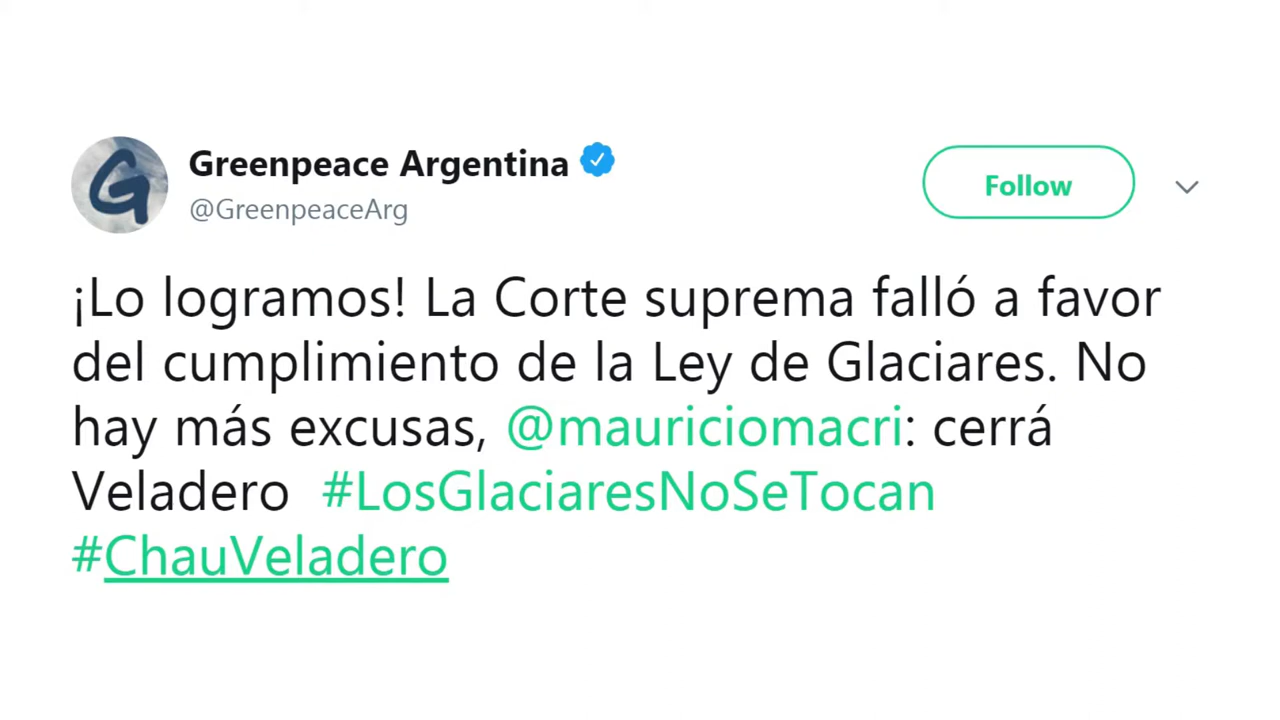 Greenpeace Argentina
@GreenpeaceArg
Follow
¡Lo logramos! La Corte suprema falló a favor
del cumplimiento de la Ley de Glaciares. No
hay más excusas, @mauriciomacri: cerrá
Veladero #LosGlaciaresNoSeTocan
#ChauVeladero